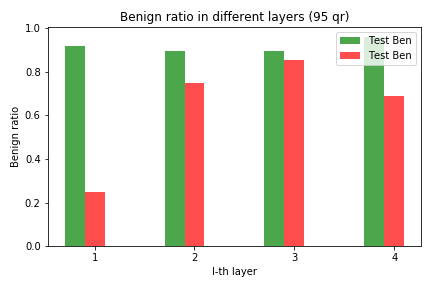 Benign ratio in different layers (95 qr)
1.0
0.8
0.6
0.4
0.2
0.0
Benign ratio
Test Ben
Test Ben
1 2 3 4
l-th layer